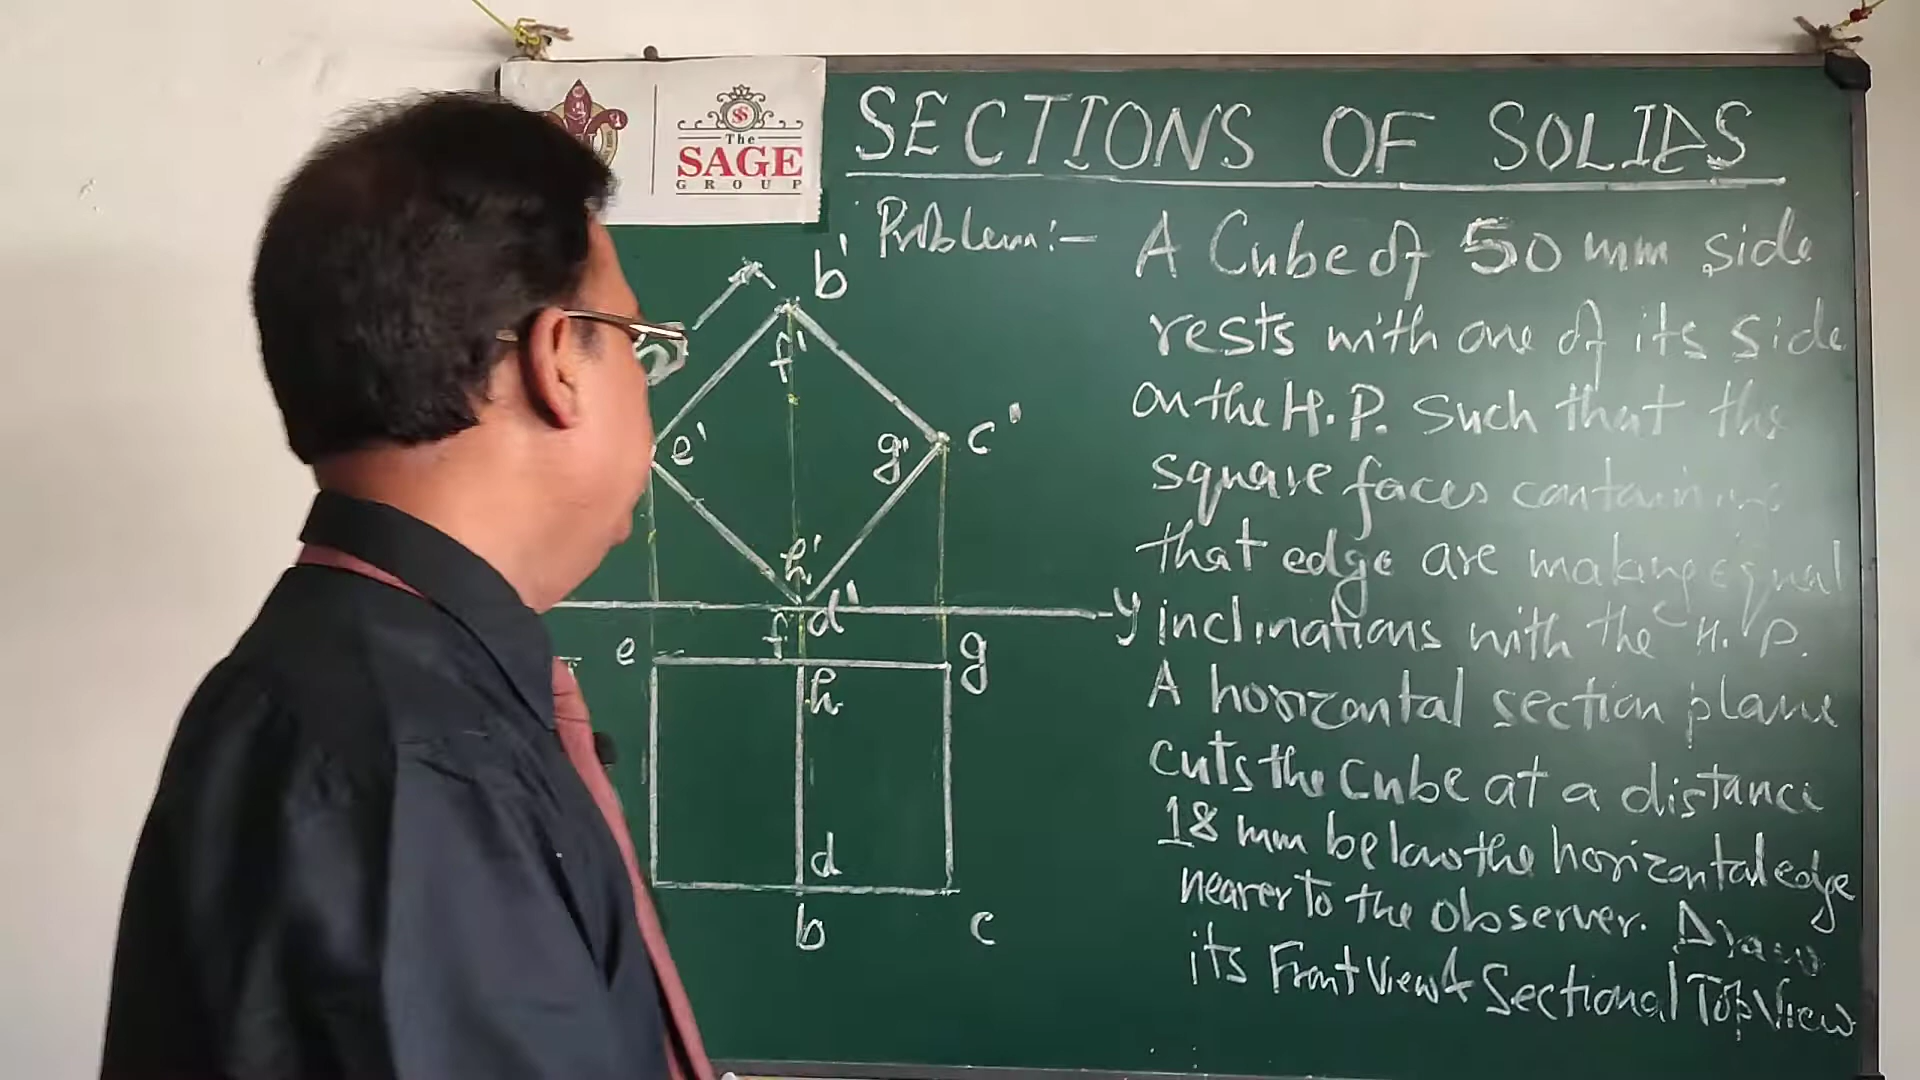 The
SAGE
GROUP
SECTIONS OF SOLIDS
Problem:- A Cube of 50 mm side
rests with one of its side
on the H.P. Such that the
square faces containing
that edge are making equal
inclinations with the H.P.
A horizontal section plane
cuts the cube at a distance
18 mm below the horizontal edge
nearer to the observer. Draw
its Front View & Sectional Top View
b'
f'
e'
g' c'
h'
d'
y
e f g
h
d
b c